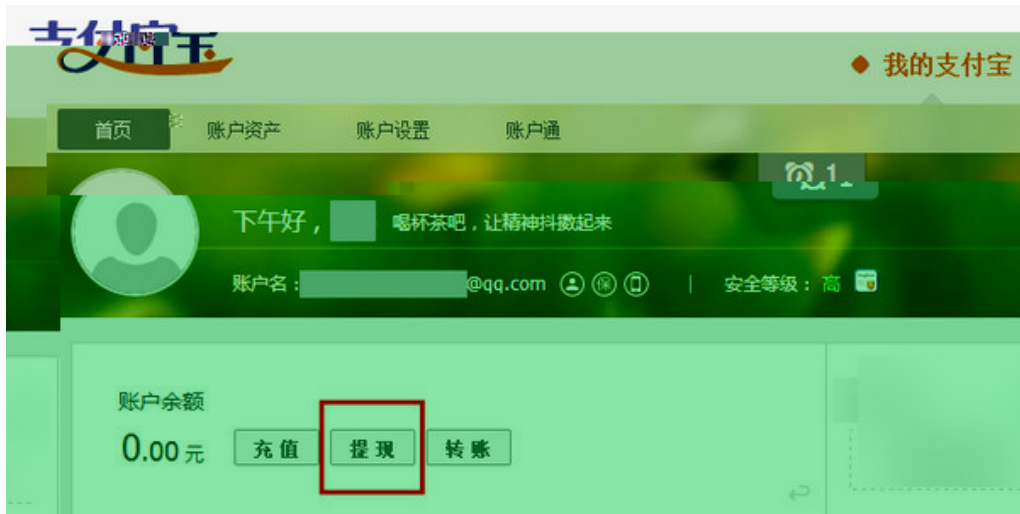 支付宝
我的支付宝
首页 账户资产 账户设置 账户通
11
下午好, 喝杯茶吧,让精神抖擞起来
账户名: @qq.com 保 | 安全等级:高
账户余额
0.00 元 充值 提现 转账